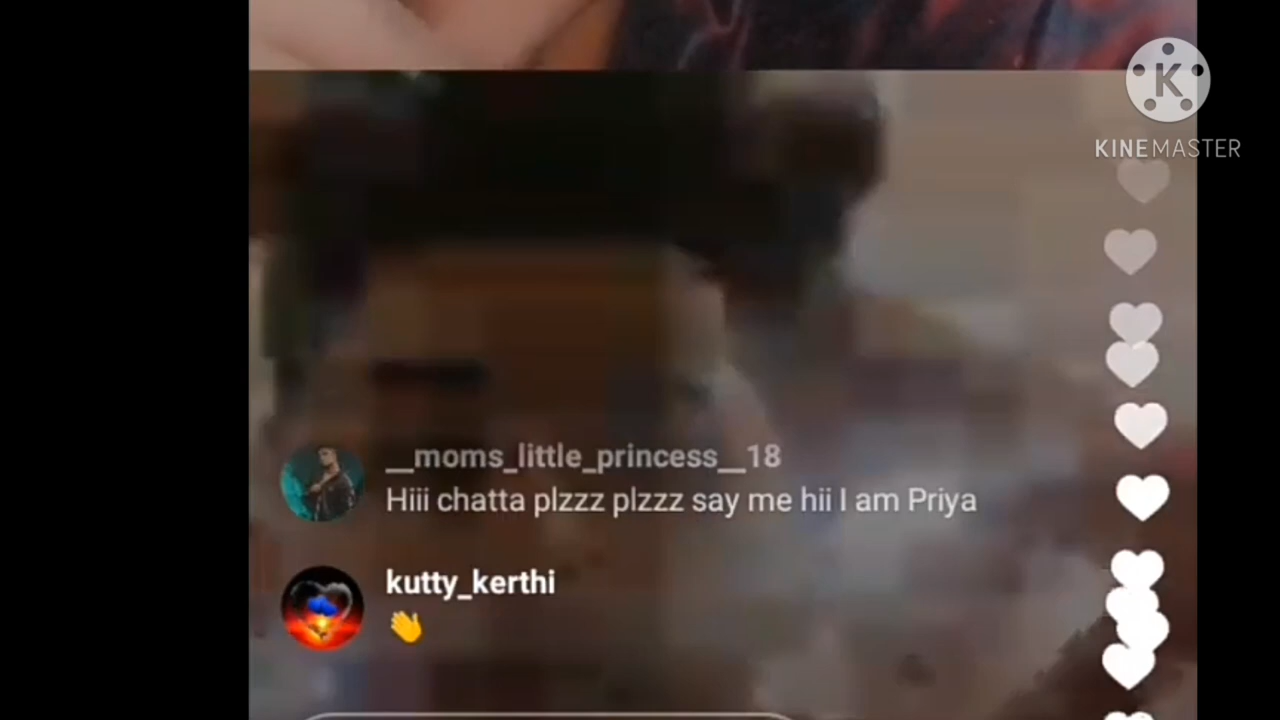 K
KINEMASTER
__moms_little_princess__18
Hiii chatta plzzz plzzz say me hii I am Priya
kutty_kerthi
👋